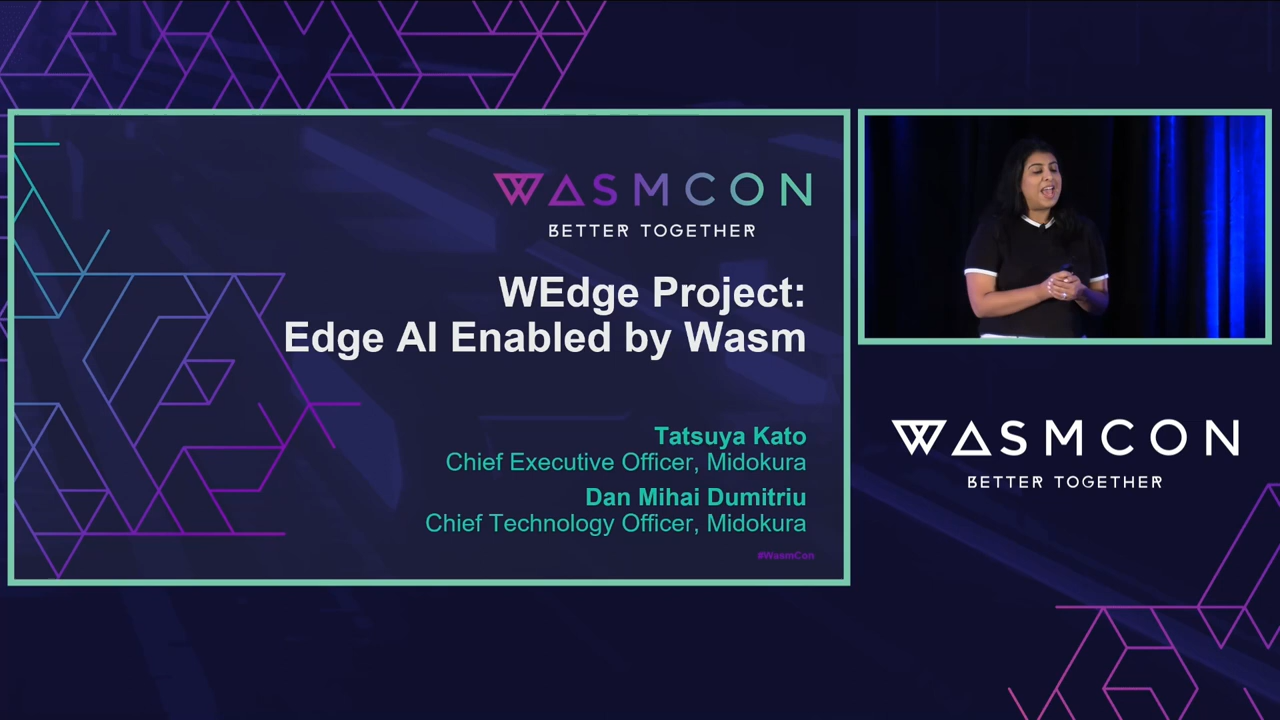 WASMCON
BETTER TOGETHER
WEdge Project:
Edge AI Enabled by Wasm
Tatsuya Kato
Chief Executive Officer, Midokura
Dan Mihai Dumitriu
Chief Technology Officer, Midokura
#WasmCon
WASMCON
BETTER TOGETHER